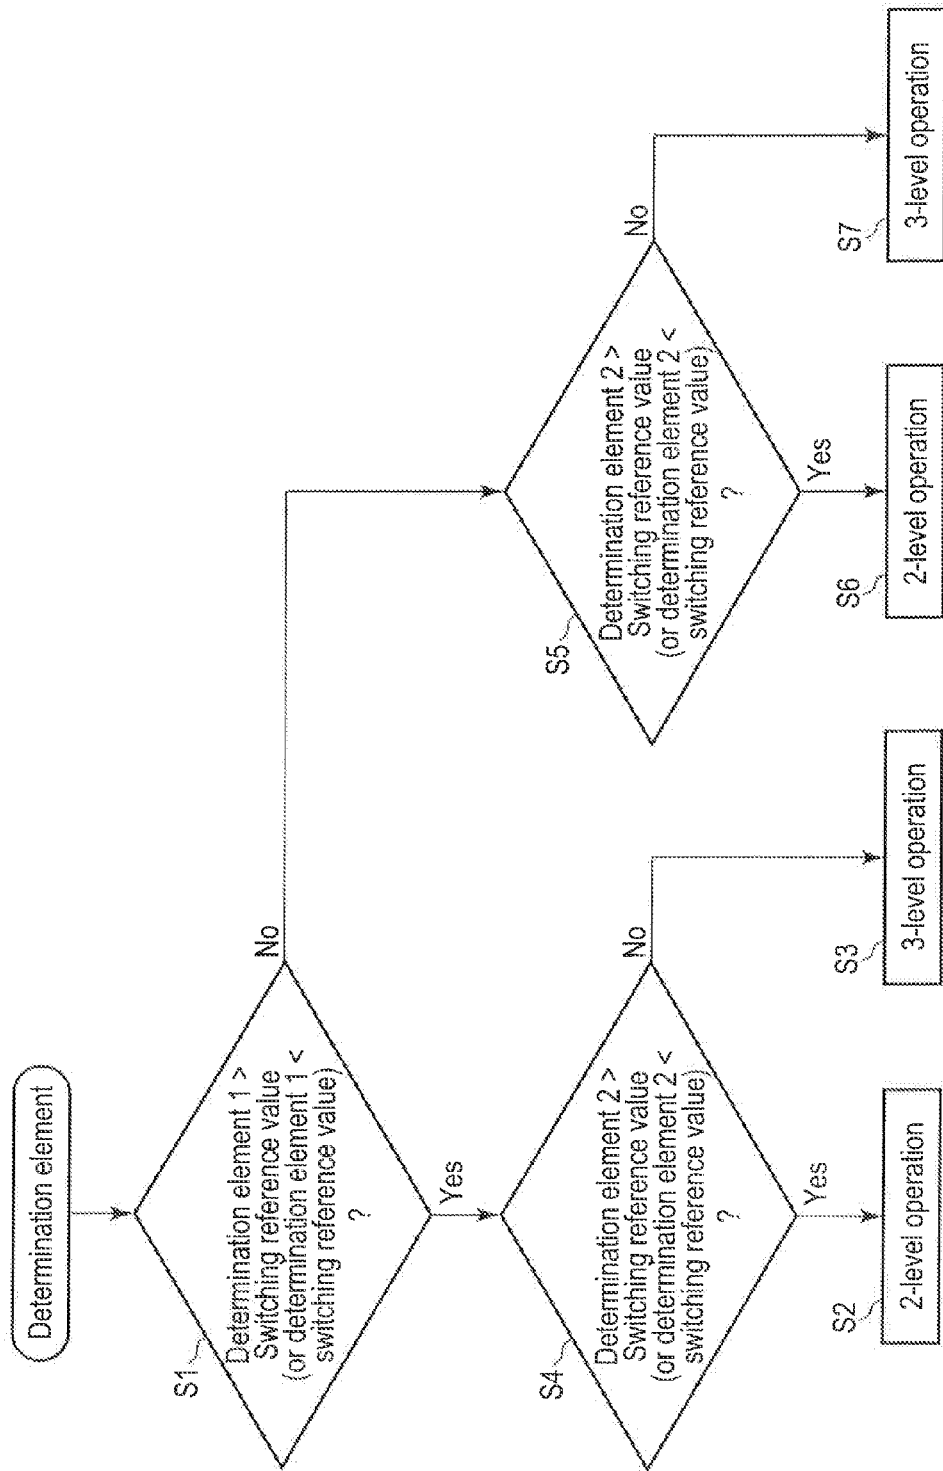 Determination element
S1
Determination element 1 >
Switching reference value
(or determination element 1 <
switching reference value)
?
No
Yes
S4
Determination element 2 >
Switching reference value
(or determination element 2 <
switching reference value)
?
No
Yes
S5
Determination element 2 >
Switching reference value
(or determination element 2 <
switching reference value)
?
No
Yes
S2
2-level operation
S3
3-level operation
S6
2-level operation
S7
3-level operation